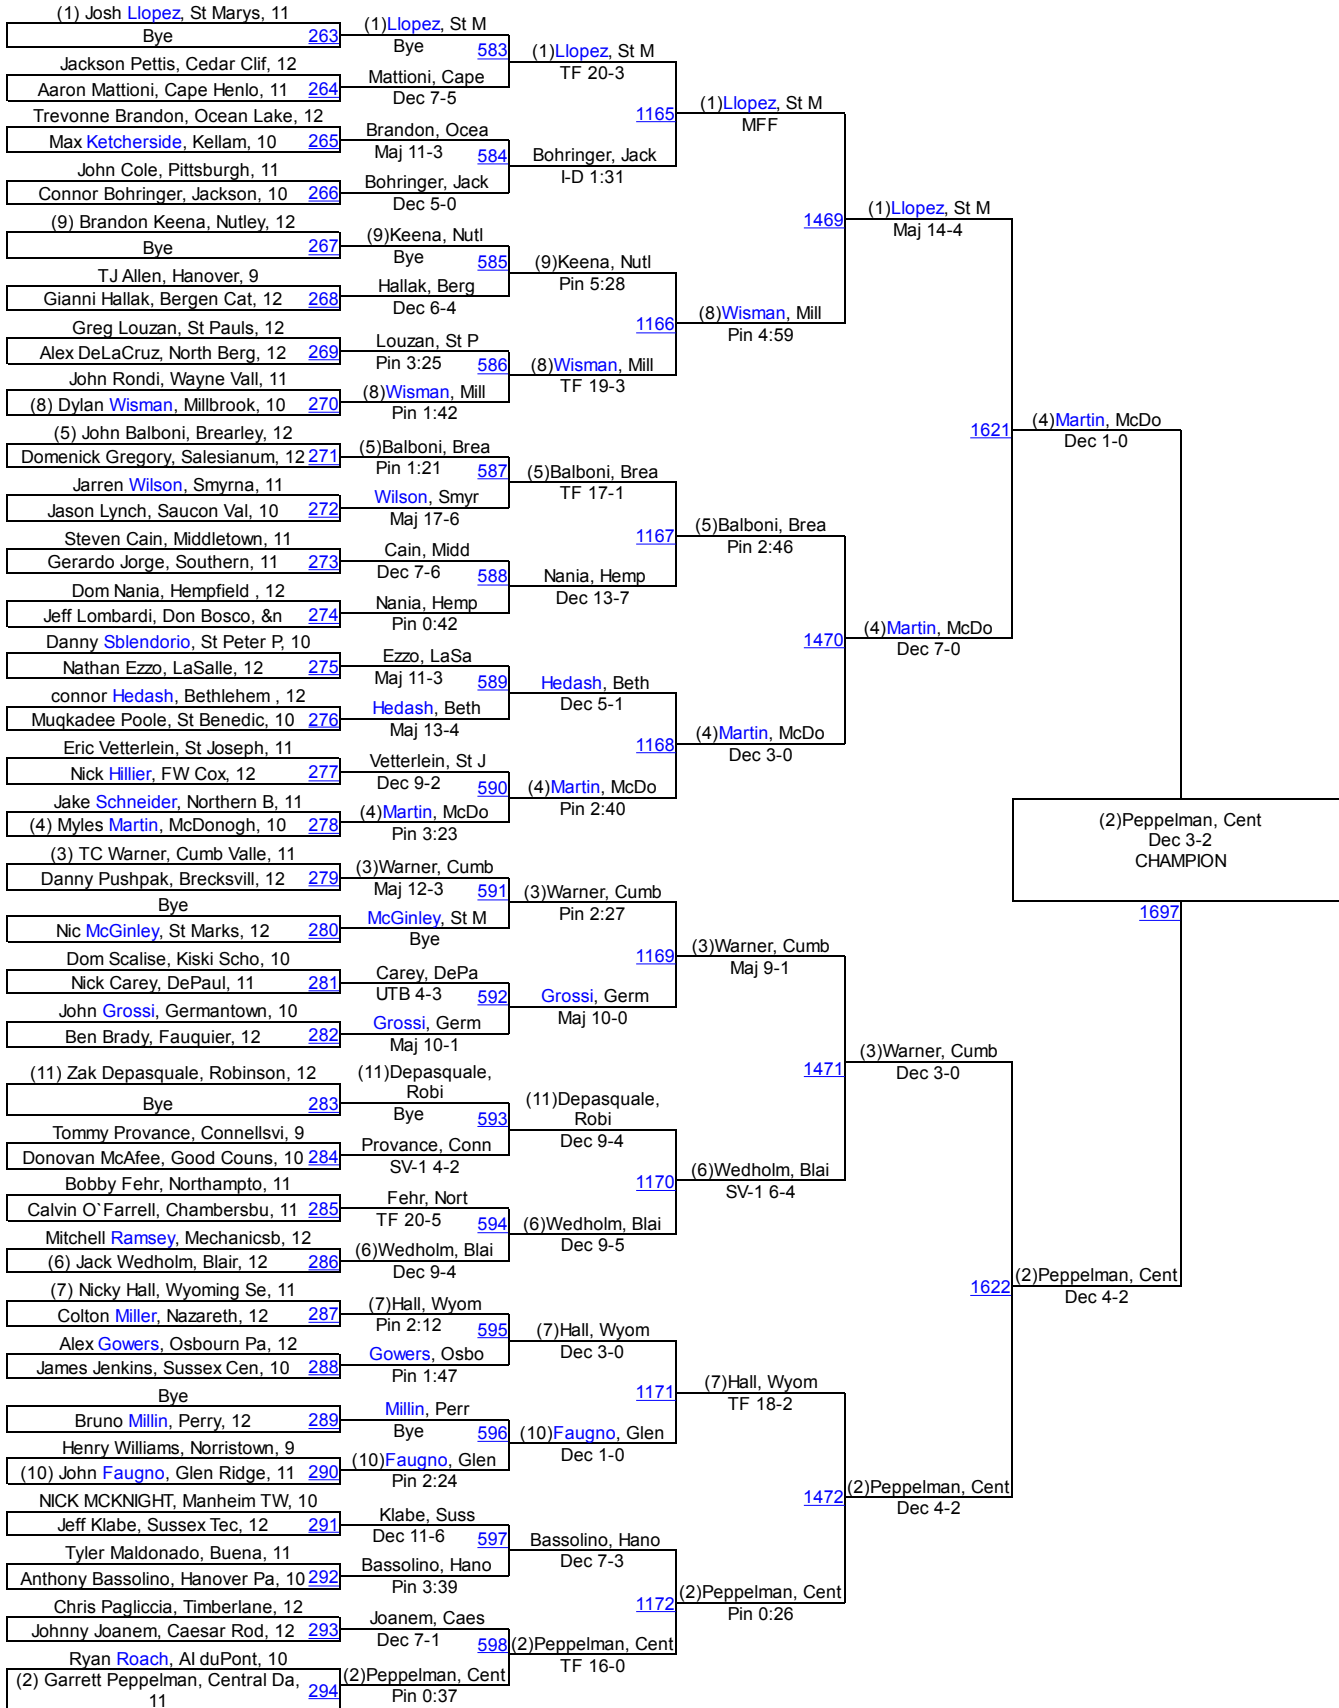 (1) Josh Llopez, St Marys, 11
Bye 263
Jackson Pettis, Cedar Clif, 12
Aaron Mattioni, Cape Henlo, 11 264
Trevonne Brandon, Ocean Lake, 12
Max Ketcherside, Kellam, 10 265
John Cole, Pittsburgh, 11
Connor Bohringer, Jackson, 10 266
(9) Brandon Keena, Nutley, 12
Bye 267
TJ Allen, Hanover, 9
Gianni Hallak, Bergen Cat, 12 268
Greg Louzan, St Pauls, 12
Alex DeLaCruz, North Berg, 12 269
John Rondi, Wayne Vall, 11
(8) Dylan Wisman, Millbrook, 10 270
(5) John Balboni, Brearley, 12
Domenick Gregory, Salesianum, 12 271
Jarren Wilson, Smyrna, 11
Jason Lynch, Saucon Val, 10 272
Steven Cain, Middletown, 11
Gerardo Jorge, Southern, 11 273
Dom Nania, Hempfield , 12
Jeff Lombardi, Don Bosco, &n 274
Danny Sblendorio, St Peter P, 10
Nathan Ezzo, LaSalle, 12 275
connor Hedash, Bethlehem , 12
Muqkadee Poole, St Benedic, 10 276
Eric Vetterlein, St Joseph, 11
Nick Hillier, FW Cox, 12 277
Jake Schneider, Northern B, 11
(4) Myles Martin, McDonogh, 10 278
(3) TC Warner, Cumb Valle, 11
Danny Pushpak, Brecksvill, 12 279
Bye
Nic McGinley, St Marks, 12 280
Dom Scalise, Kiski Scho, 10
Nick Carey, DePaul, 11 281
John Grossi, Germantown, 10
Ben Brady, Fauquier, 12 282
(11) Zak Depasquale, Robinson, 12
Bye 283
Tommy Provance, Connellsvi, 9
Donovan McAfee, Good Couns, 10 284
Bobby Fehr, Northampto, 11
Calvin O`Farrell, Chambersbu, 11 285
Mitchell Ramsey, Mechanicsb, 12
(6) Jack Wedholm, Blair, 12 286
(7) Nicky Hall, Wyoming Se, 11
Colton Miller, Nazareth, 12 287
Alex Gowers, Osbourn Pa, 12
James Jenkins, Sussex Cen, 10 288
Bye
Bruno Millin, Perry, 12 289
Henry Williams, Norristown, 9
(10) John Faugno, Glen Ridge, 11 290
NICK MCKNIGHT, Manheim TW, 10
Jeff Klabe, Sussex Tec, 12 291
Tyler Maldonado, Buena, 11
Anthony Bassolino, Hanover Pa, 10 292
Chris Pagliccia, Timberlane, 12
Johnny Joanem, Caesar Rod, 12 293
Ryan Roach, AI duPont, 10
(2) Garrett Peppelman, Central Da,
11 294
(1)Llopez, St M
Bye 583
Mattioni, Cape
Dec 7-5
Brandon, Ocea
Maj 11-3 584
Bohringer, Jack
Dec 5-0
(9)Keena, Nutl
Bye 585
Hallak, Berg
Dec 6-4
Louzan, St P
Pin 3:25 586
(8)Wisman, Mill
Pin 1:42
(5)Balboni, Brea
Pin 1:21 587
Wilson, Smyr
Maj 17-6
Cain, Midd
Dec 7-6 588
Nania, Hemp
Pin 0:42
Ezzo, LaSa
Maj 11-3 589
Hedash, Beth
Maj 13-4
Vetterlein, St J
Dec 9-2 590
(4)Martin, McDo
Pin 3:23
(3)Warner, Cumb
Maj 12-3 591
McGinley, St M
Bye
Carey, DePa
UTB 4-3 592
Grossi, Germ
Maj 10-1
(11)Depasquale,
Robi
Bye 593
Provance, Conn
SV-1 4-2
Fehr, Nort
TF 20-5 594
(6)Wedholm, Blai
Dec 9-4
(7)Hall, Wyom
Pin 2:12 595
Gowers, Osbo
Pin 1:47
Millin, Perr
Bye 596
(10)Faugno, Glen
Pin 2:24
Klabe, Suss
Dec 11-6 597
Bassolino, Hano
Pin 3:39
Joanem, Caes
Dec 7-1 598
(2)Peppelman, Cent
Pin 0:37
(1)Llopez, St M
TF 20-3
1165
Bohringer, Jack
I-D 1:31
(9)Keena, Nutl
Pin 5:28
1166
(8)Wisman, Mill
TF 19-3
(5)Balboni, Brea
TF 17-1
1167
Nania, Hemp
Dec 13-7
Hedash, Beth
Dec 5-1
1168
(4)Martin, McDo
Pin 2:40
(3)Warner, Cumb
Pin 2:27
1169
Grossi, Germ
Maj 10-0
(11)Depasquale,
Robi
Dec 9-4
1170
(6)Wedholm, Blai
Dec 9-5
(7)Hall, Wyom
Dec 3-0
1171
(10)Faugno, Glen
Dec 1-0
Bassolino, Hano
Dec 7-3
1172
(2)Peppelman, Cent
TF 16-0
(1)Llopez, St M
MFF
1469
(8)Wisman, Mill
Pin 4:59
(5)Balboni, Brea
Pin 2:46
1470
(4)Martin, McDo
Dec 3-0
(3)Warner, Cumb
Maj 9-1
1471
(6)Wedholm, Blai
SV-1 6-4
(7)Hall, Wyom
TF 18-2
1472
(2)Peppelman, Cent
Pin 0:26
(1)Llopez, St M
Maj 14-4
1621
(4)Martin, McDo
Dec 7-0
(3)Warner, Cumb
Dec 3-0
1622
(2)Peppelman, Cent
Dec 4-2
(4)Martin, McDo
Dec 1-0
(2)Peppelman, Cent
Dec 4-2
(2)Peppelman, Cent
Dec 3-2
CHAMPION
1697